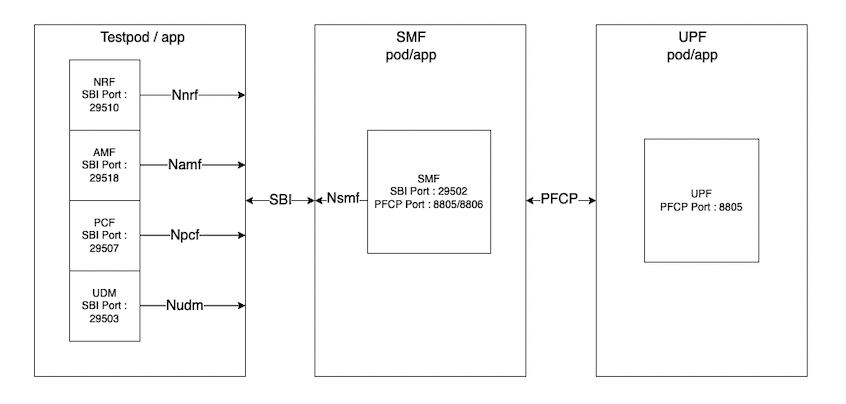 Testpod / app
NRF
SBI Port :
29510
Nnrf
AMF
SBI Port :
29518
Namf
PCF
SBI Port :
29507
Npcf
UDM
SBI Port :
29503
Nudm
SBI
SMF
pod/app
Nsmf
SMF
SBI Port : 29502
PFCP Port : 8805/8806
PFCP
UPF
pod/app
UPF
PFCP Port : 8805